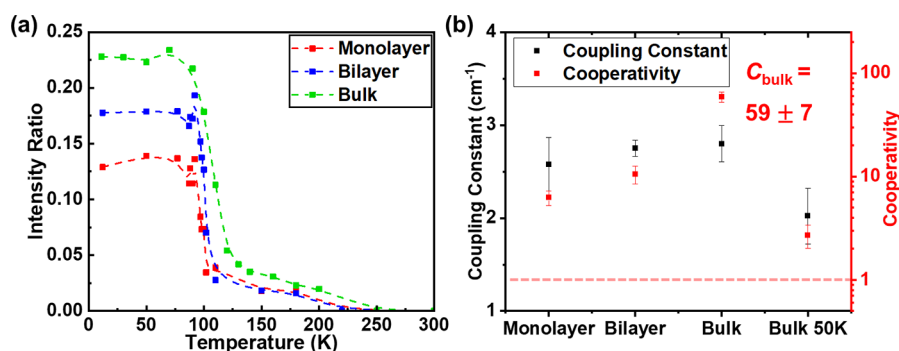 (a)
0.25
0.20
0.15
0.10
0.05
0.00
Intensity Ratio
Monolayer
Bilayer
Bulk
0 50 100 150 200 250 300
Temperature (K)
(b)
4
3
2
1
Coupling Constant (cm⁻¹)
Coupling Constant
Cooperativity
C_bulk =
59 ± 7
100
10
1
Cooperativity
Monolayer Bilayer Bulk Bulk 50K